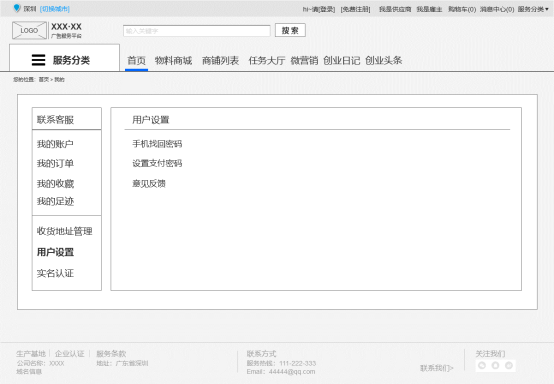 深圳 [切换城市] hi~请[登录] [免费注册] 我是供应商 我是雇主 购物车(0) 消息中心(0) 服务分类
LOGO XXX·XX
广告服务平台
输入关键字 搜 索
服务分类 首页 物料商城 商铺列表 任务大厅 微营销 创业日记 创业头条
您的位置：首页 > 我的
联系客服
我的账户
我的订单
我的收藏
我的足迹
收货地址管理
用户设置
实名认证
用户设置
手机找回密码
设置支付密码
意见反馈
生产基地 企业认证 服务条款
公司名称：XXXX 地址：广东省深圳
域名信息
联系方式
服务热线：111-222-333
Email：44444@qq.com
联系我们>
关注我们